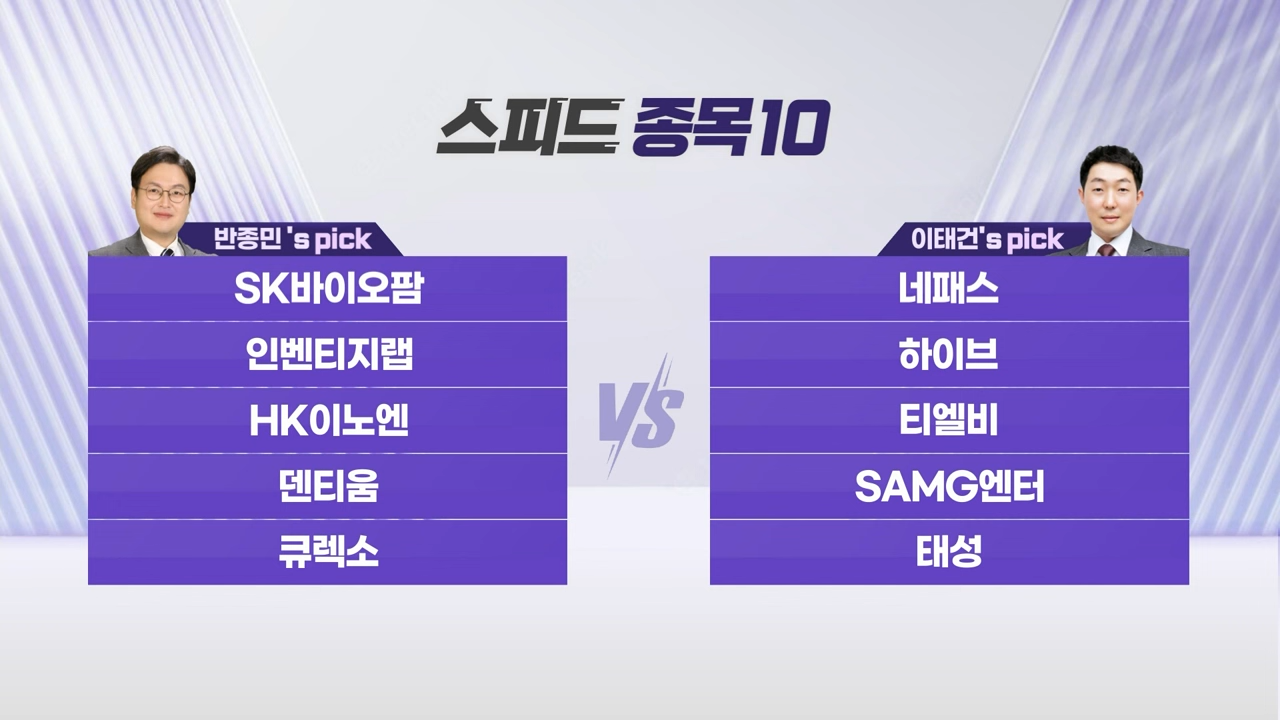 스피드 종목10
반종민 's pick
SK바이오팜
인벤티지랩
HK이노엔
덴티움
큐렉소
VS
이태건's pick
네패스
하이브
티엘비
SAMG엔터
태성